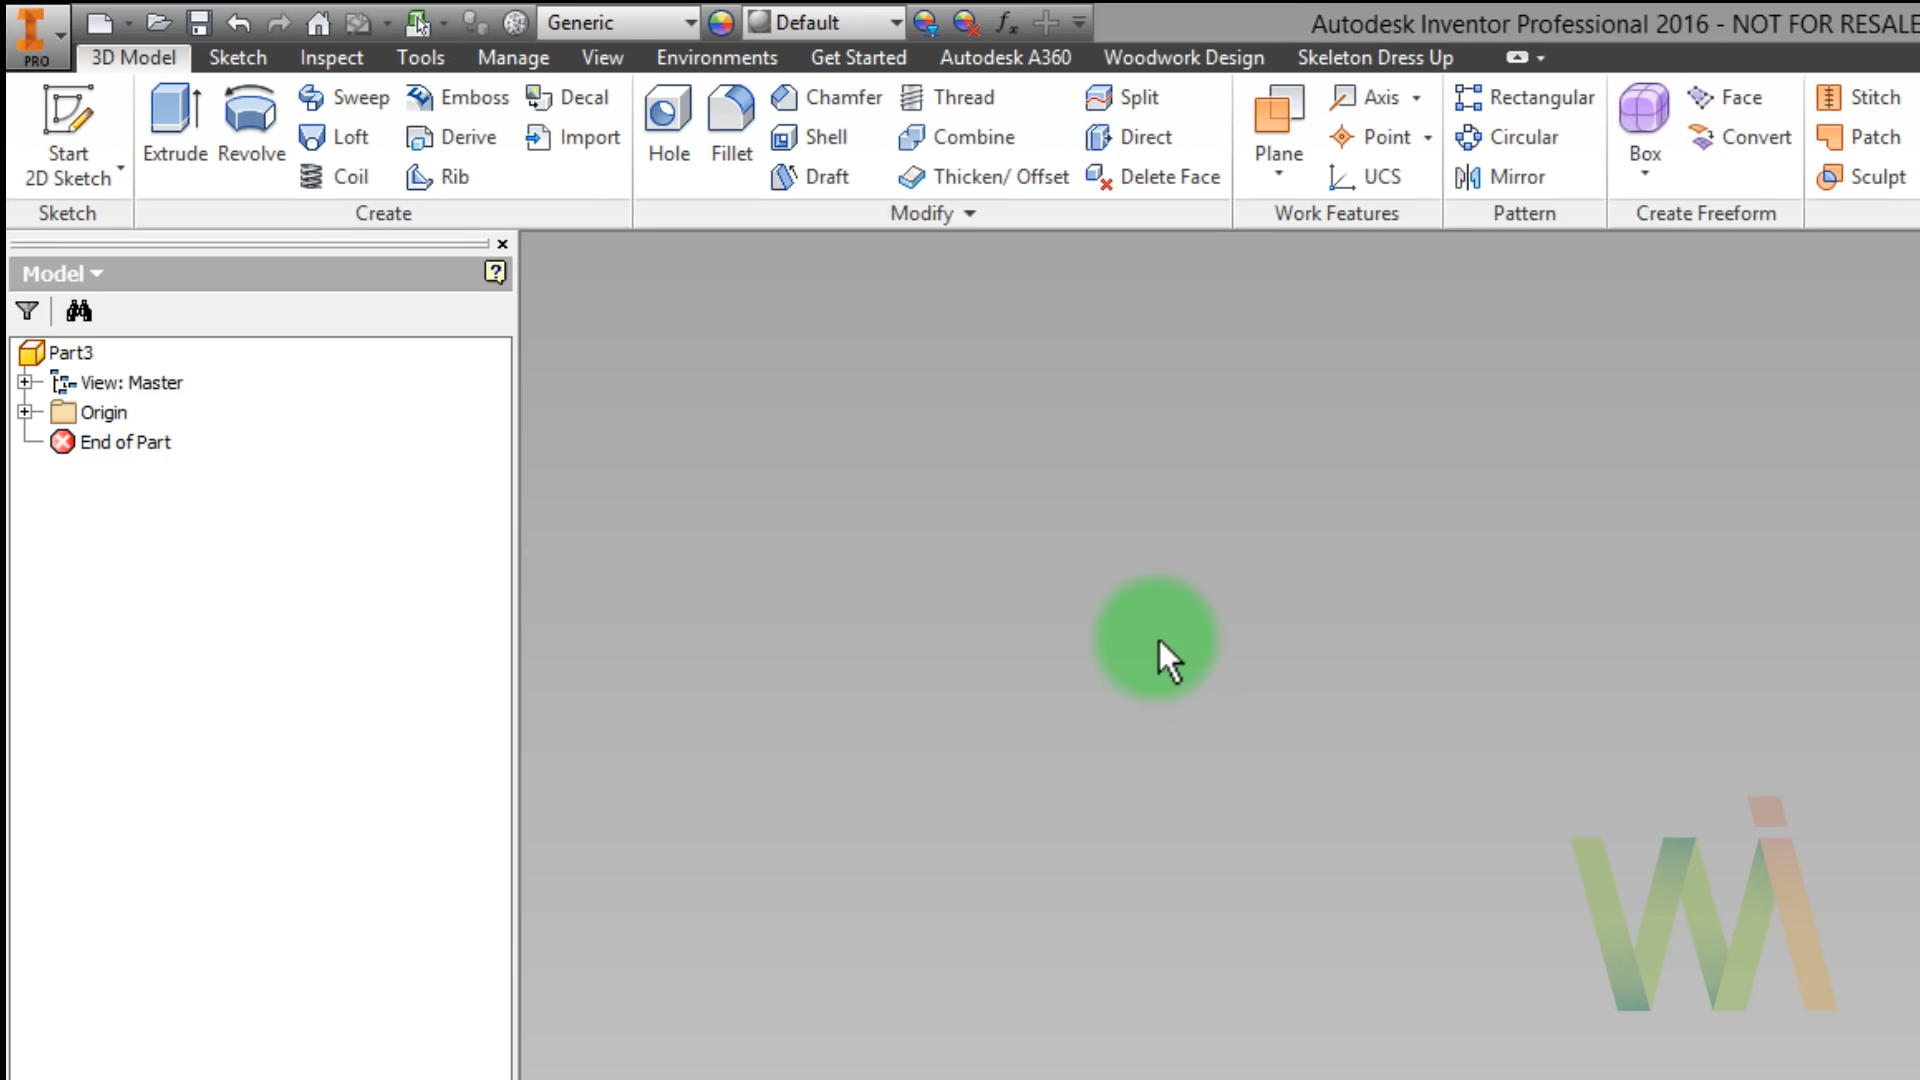 PRO Generic Default fx Autodesk Inventor Professional 2016 - NOT FOR RESALE
3D Model Sketch Inspect Tools Manage View Environments Get Started Autodesk A360 Woodwork Design Skeleton Dress Up
Start 2D Sketch Extrude Revolve Sweep Emboss Decal Hole Fillet Chamfer Thread Split Plane Axis Rectangular Box Face Stitch
Loft Derive Import Shell Combine Direct Point Circular Convert Patch
Coil Rib Draft Thicken/ Offset Delete Face UCS Mirror Sculpt
Sketch Create Modify Work Features Pattern Create Freeform
Model
Part3
View: Master
Origin
End of Part
WI